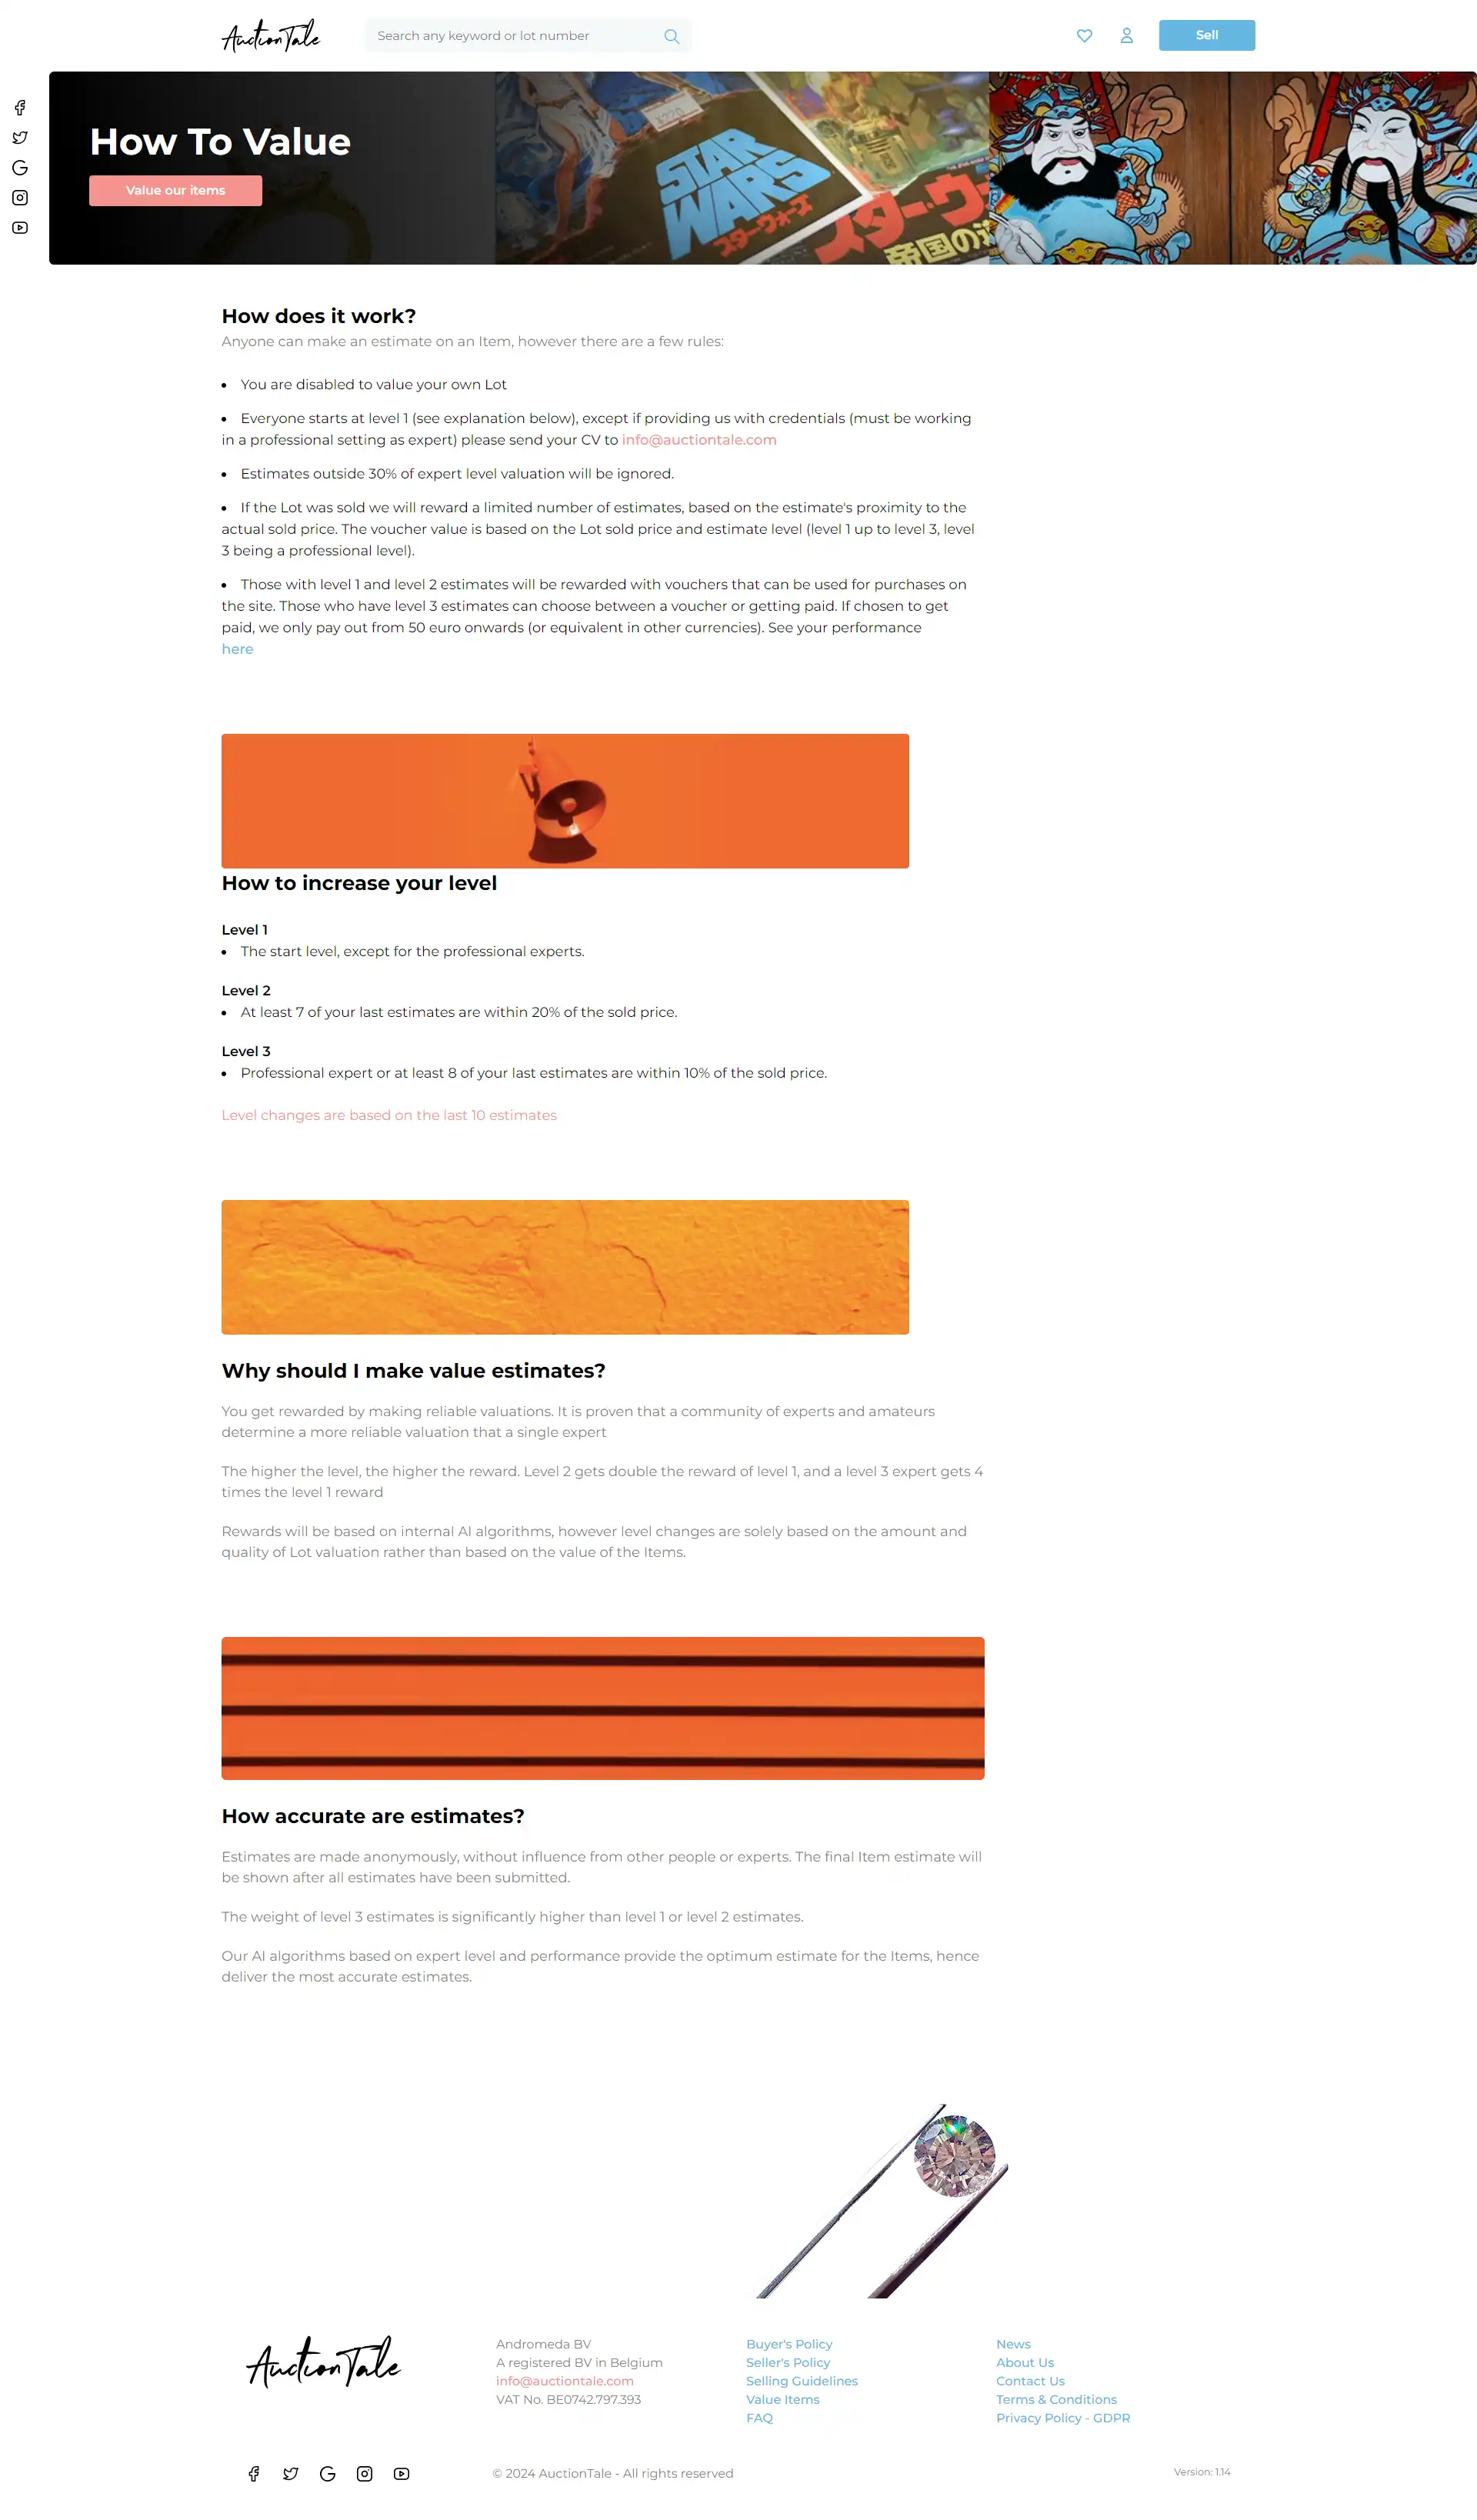 AuctionTale
Search any keyword or lot number
Sell
How To Value
Value our items
¥220
STAR
WARS
スター・ウォーズ
スター・ウォ
帝国の逆
How does it work?
Anyone can make an estimate on an Item, however there are a few rules:
• You are disabled to value your own Lot
• Everyone starts at level 1 (see explanation below), except if providing us with credentials (must be working
in a professional setting as expert) please send your CV to info@auctiontale.com
• Estimates outside 30% of expert level valuation will be ignored.
• If the Lot was sold we will reward a limited number of estimates, based on the estimate's proximity to the
actual sold price. The voucher value is based on the Lot sold price and estimate level (level 1 up to level 3, level
3 being a professional level).
• Those with level 1 and level 2 estimates will be rewarded with vouchers that can be used for purchases on
the site. Those who have level 3 estimates can choose between a voucher or getting paid. If chosen to get
paid, we only pay out from 50 euro onwards (or equivalent in other currencies). See your performance
here
How to increase your level
Level 1
• The start level, except for the professional experts.
Level 2
• At least 7 of your last estimates are within 20% of the sold price.
Level 3
• Professional expert or at least 8 of your last estimates are within 10% of the sold price.
Level changes are based on the last 10 estimates
Why should I make value estimates?
You get rewarded by making reliable valuations. It is proven that a community of experts and amateurs
determine a more reliable valuation that a single expert
The higher the level, the higher the reward. Level 2 gets double the reward of level 1, and a level 3 expert gets 4
times the level 1 reward
Rewards will be based on internal AI algorithms, however level changes are solely based on the amount and
quality of Lot valuation rather than based on the value of the Items.
How accurate are estimates?
Estimates are made anonymously, without influence from other people or experts. The final Item estimate will
be shown after all estimates have been submitted.
The weight of level 3 estimates is significantly higher than level 1 or level 2 estimates.
Our AI algorithms based on expert level and performance provide the optimum estimate for the Items, hence
deliver the most accurate estimates.
AuctionTale
Andromeda BV
A registered BV in Belgium
info@auctiontale.com
VAT No. BE0742.797.393
Buyer's Policy
Seller's Policy
Selling Guidelines
Value Items
FAQ
News
About Us
Contact Us
Terms & Conditions
Privacy Policy - GDPR
© 2024 AuctionTale - All rights reserved
Version: 1.14